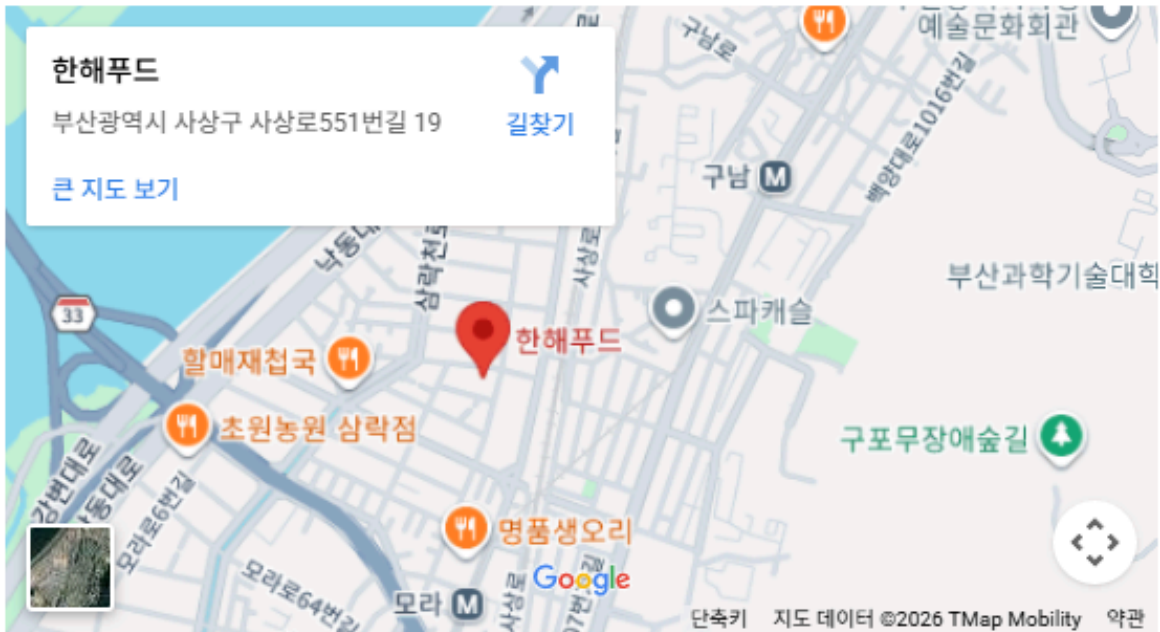 한해푸드
부산광역시 사상구 사상로551번길 19
길찾기
큰 지도 보기
예술문화회관
구남로
백양대로1016번길
구남 M
낙동대
삼락천로
사상로
부산과학기술대학
33
스파캐슬
한해푸드
할매재첩국
초원농원 삼락점
구포무장애숲길
강변대로
낙동대로
모라로6번길
명품생오리
모라로64번길
Google
모라 M
사상로
07번길
단축키
지도 데이터 ©2026 TMap Mobility
약관